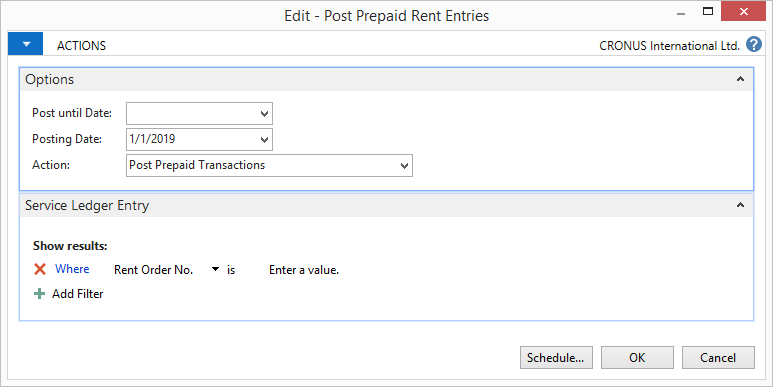 Edit - Post Prepaid Rent Entries
ACTIONS
CRONUS International Ltd. ?
Options
Post until Date:
Posting Date: 1/1/2019
Action: Post Prepaid Transactions
Service Ledger Entry
Show results:
Where Rent Order No. is Enter a value.
Add Filter
Schedule... OK Cancel